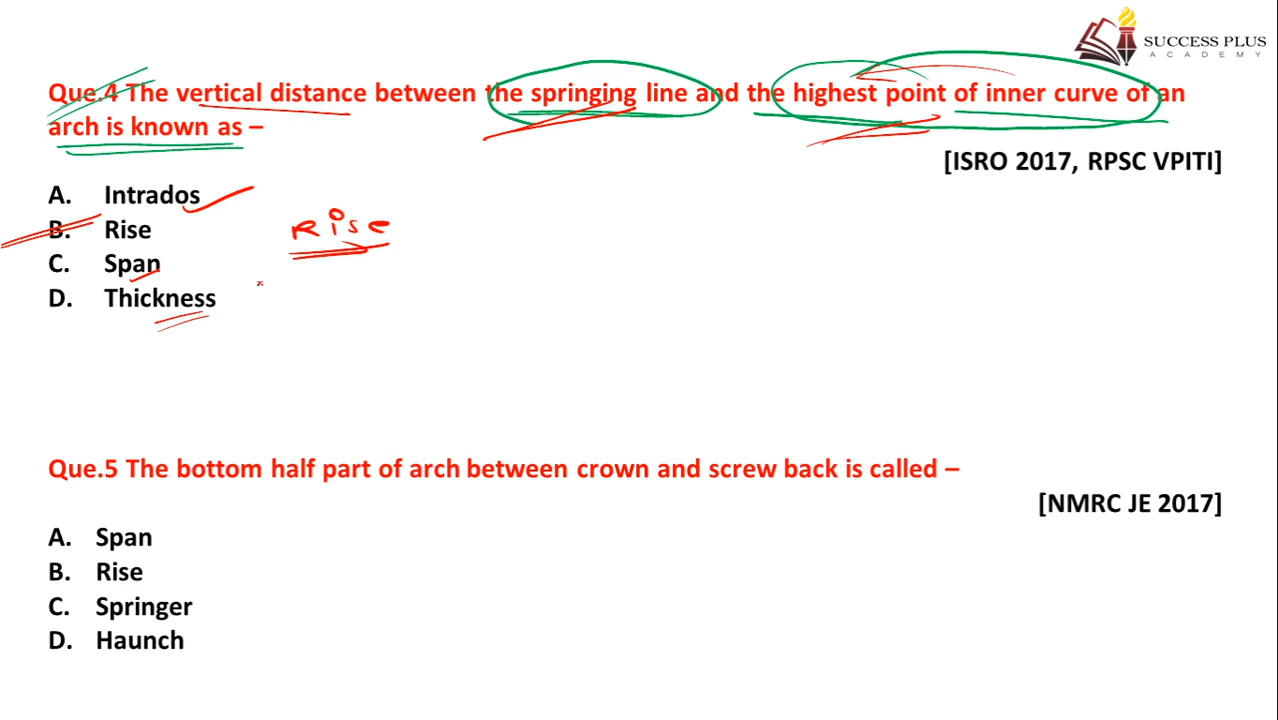 SUCCESS PLUS
ACADEMY
Que.4 The vertical distance between the springing line and the highest point of inner curve of an
arch is known as –
[ISRO 2017, RPSC VPITI]
A. Intrados
B. Rise
Rise
C. Span
D. Thickness
Que.5 The bottom half part of arch between crown and screw back is called –
[NMRC JE 2017]
A. Span
B. Rise
C. Springer
D. Haunch